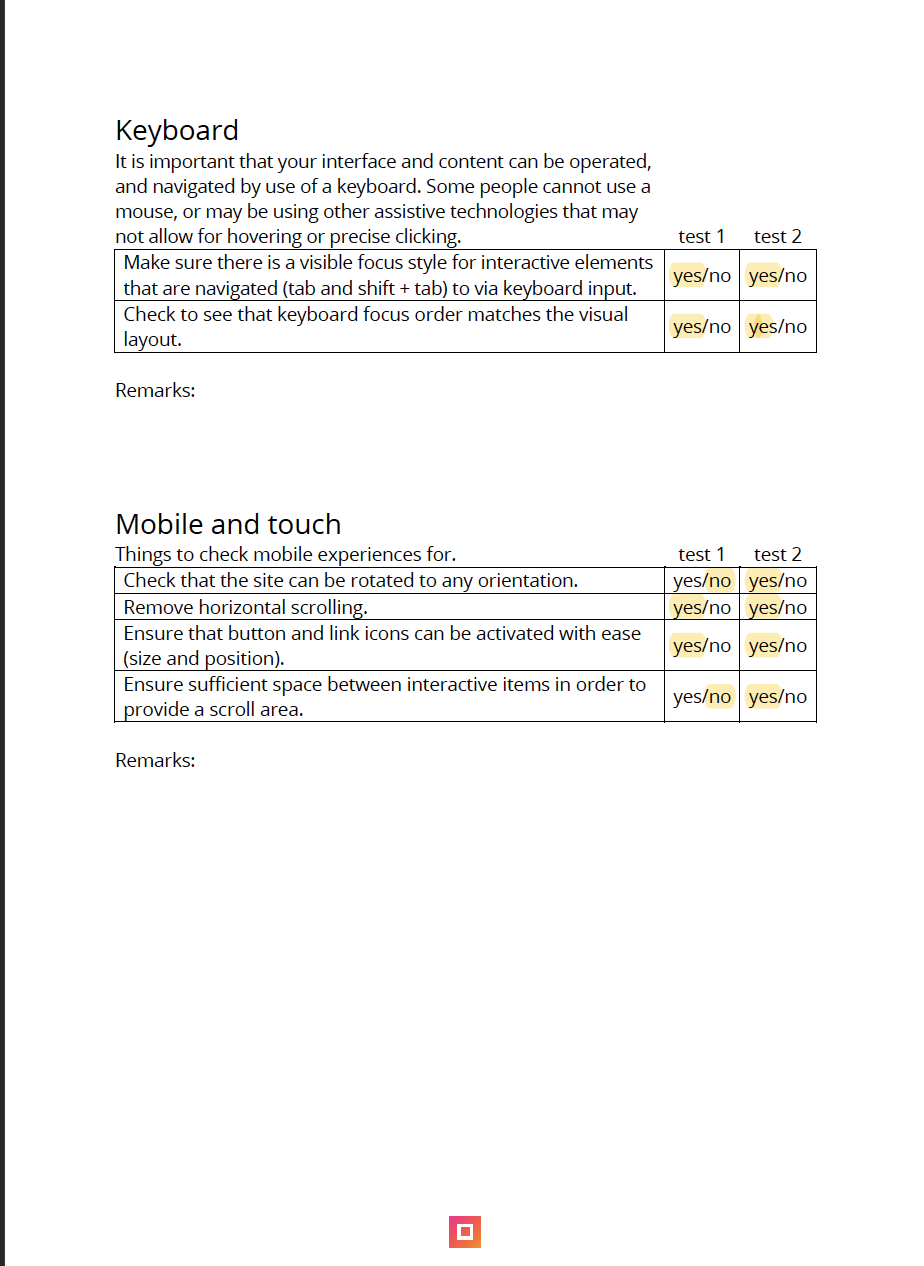 Keyboard
It is important that your interface and content can be operated,
and navigated by use of a keyboard. Some people cannot use a
mouse, or may be using other assistive technologies that may
not allow for hovering or precise clicking. test 1 test 2
Make sure there is a visible focus style for interactive elements
that are navigated (tab and shift + tab) to via keyboard input. yes/no yes/no
Check to see that keyboard focus order matches the visual
layout. yes/no yes/no
Remarks:
Mobile and touch
Things to check mobile experiences for. test 1 test 2
Check that the site can be rotated to any orientation. yes/no yes/no
Remove horizontal scrolling. yes/no yes/no
Ensure that button and link icons can be activated with ease
(size and position). yes/no yes/no
Ensure sufficient space between interactive items in order to
provide a scroll area. yes/no yes/no
Remarks: